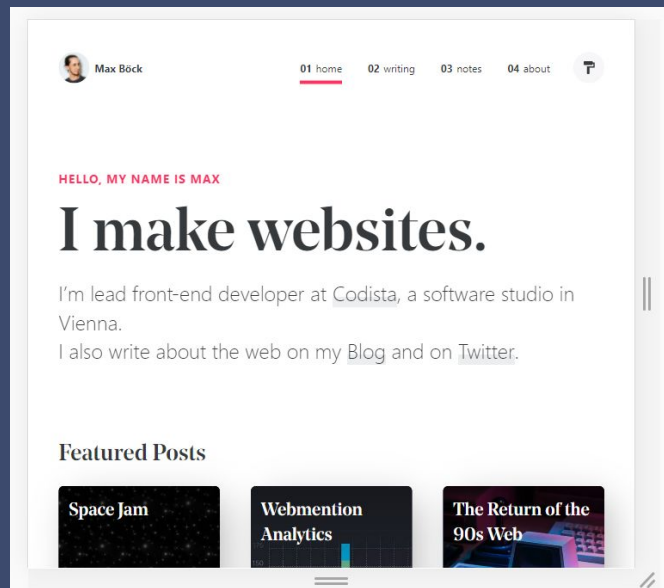 Max Böck
01 home 02 writing 03 notes 04 about
HELLO, MY NAME IS MAX
I make websites.
I'm lead front-end developer at Codista, a software studio in
Vienna.
I also write about the web on my Blog and on Twitter.
Featured Posts
Space Jam
Webmention
Analytics
150
The Return of the
90s Web